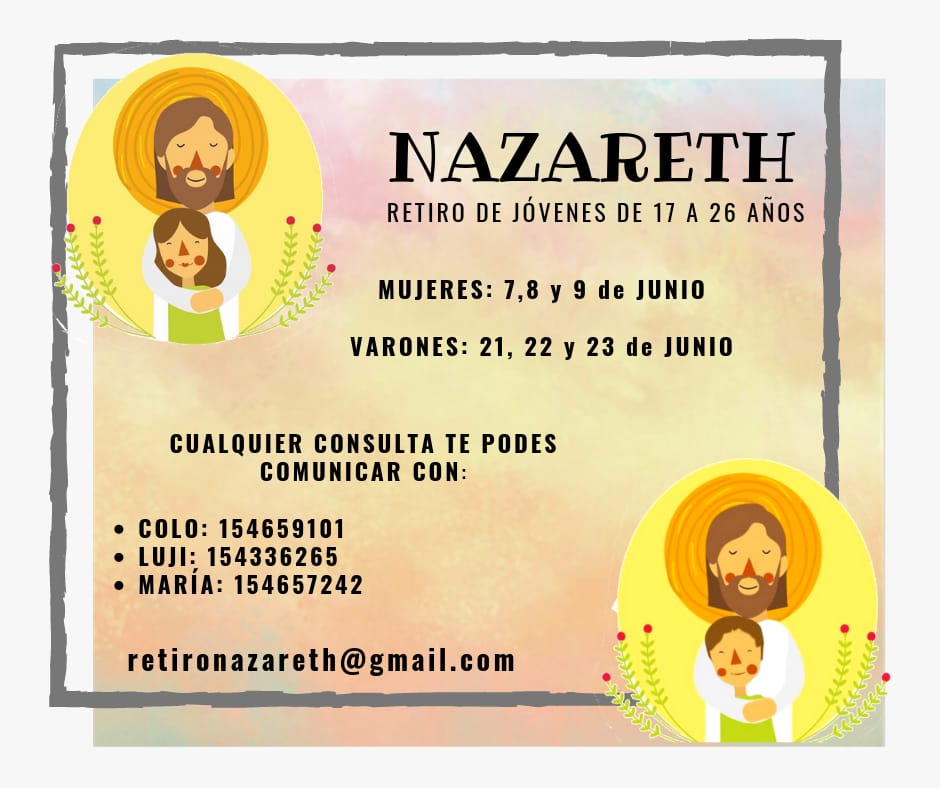 NAZARETH
RETIRO DE JÓVENES DE 17 A 26 AÑOS
MUJERES: 7,8 y 9 de JUNIO
VARONES: 21, 22 y 23 de JUNIO
CUALQUIER CONSULTA TE PODES
COMUNICAR CON:
• COLO: 154659101
• LUJI: 154336265
• MARÍA: 154657242
retironazareth@gmail.com